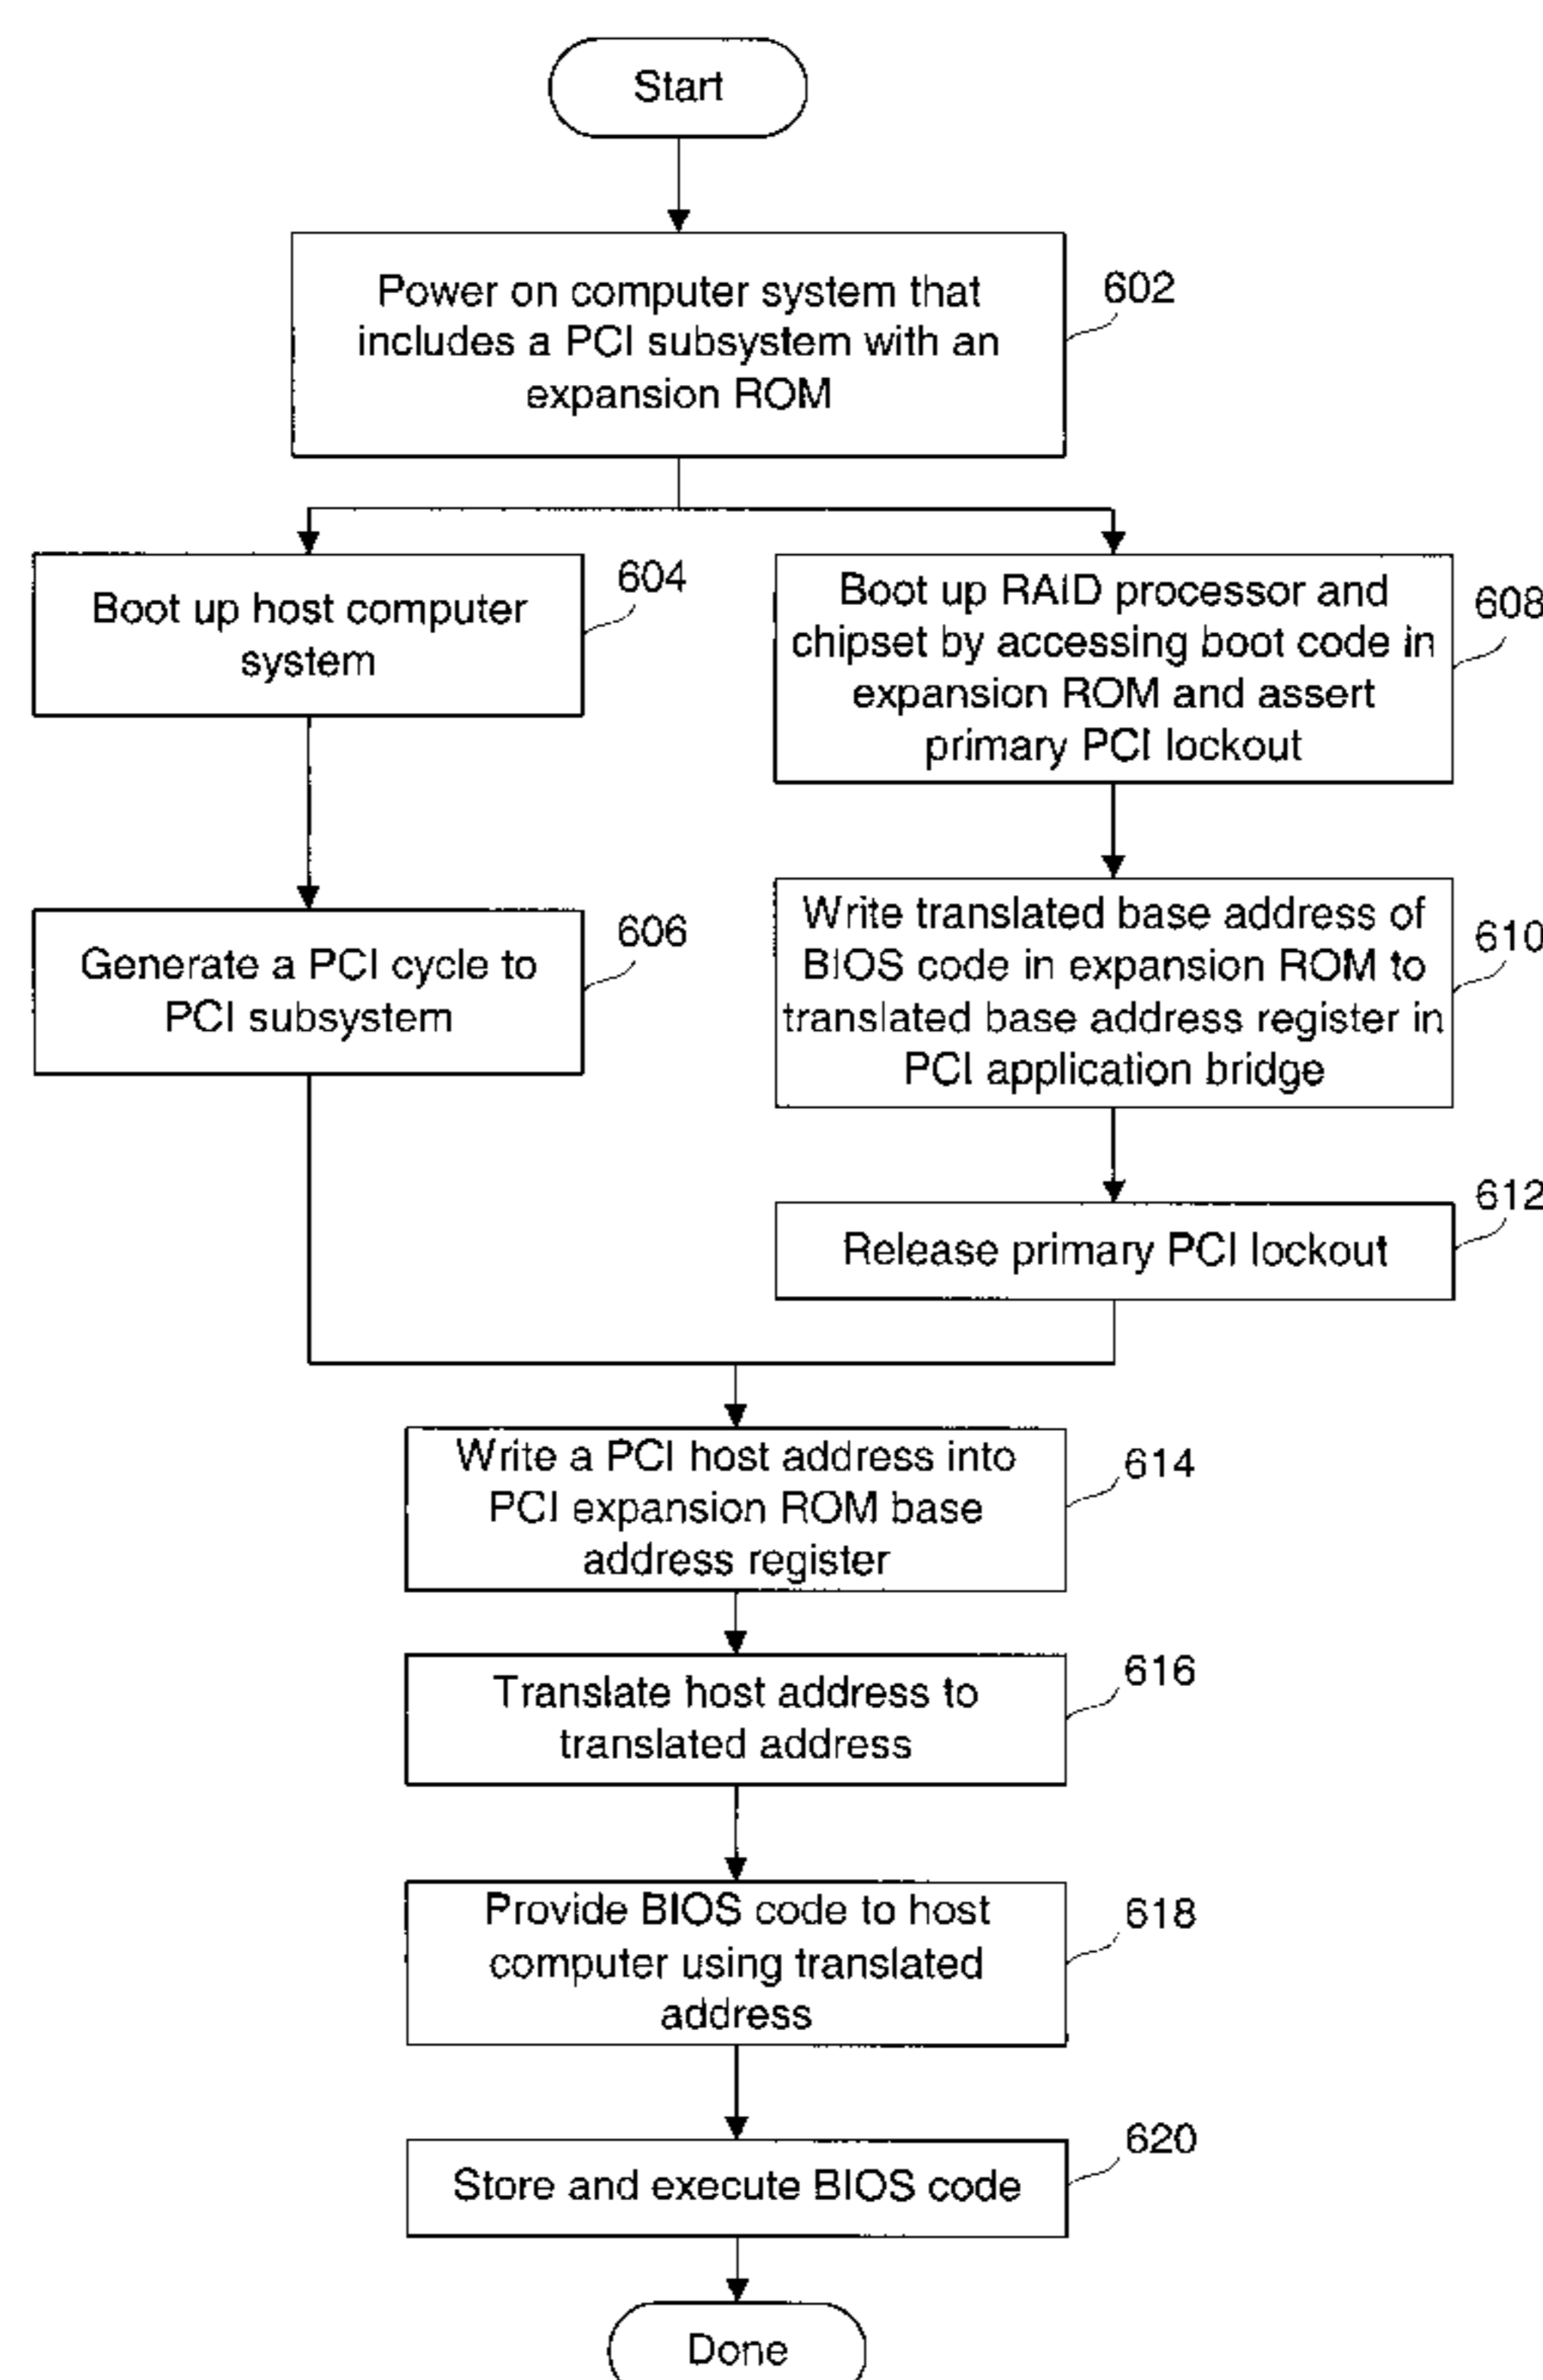 Start
Power on computer system that
includes a PCI subsystem with an
expansion ROM
602
Boot up host computer
system
604
Boot up RAID processor and
chipset by accessing boot code in
expansion ROM and assert
primary PCI lockout
608
Generate a PCI cycle to
PCI subsystem
606
Write translated base address of
BIOS code in expansion ROM to
translated base address register in
PCI application bridge
610
Release primary PCI lockout
612
Write a PCI host address into
PCI expansion ROM base
address register
614
Translate host address to
translated address
616
Provide BIOS code to host
computer using translated
address
618
Store and execute BIOS code
620
Done